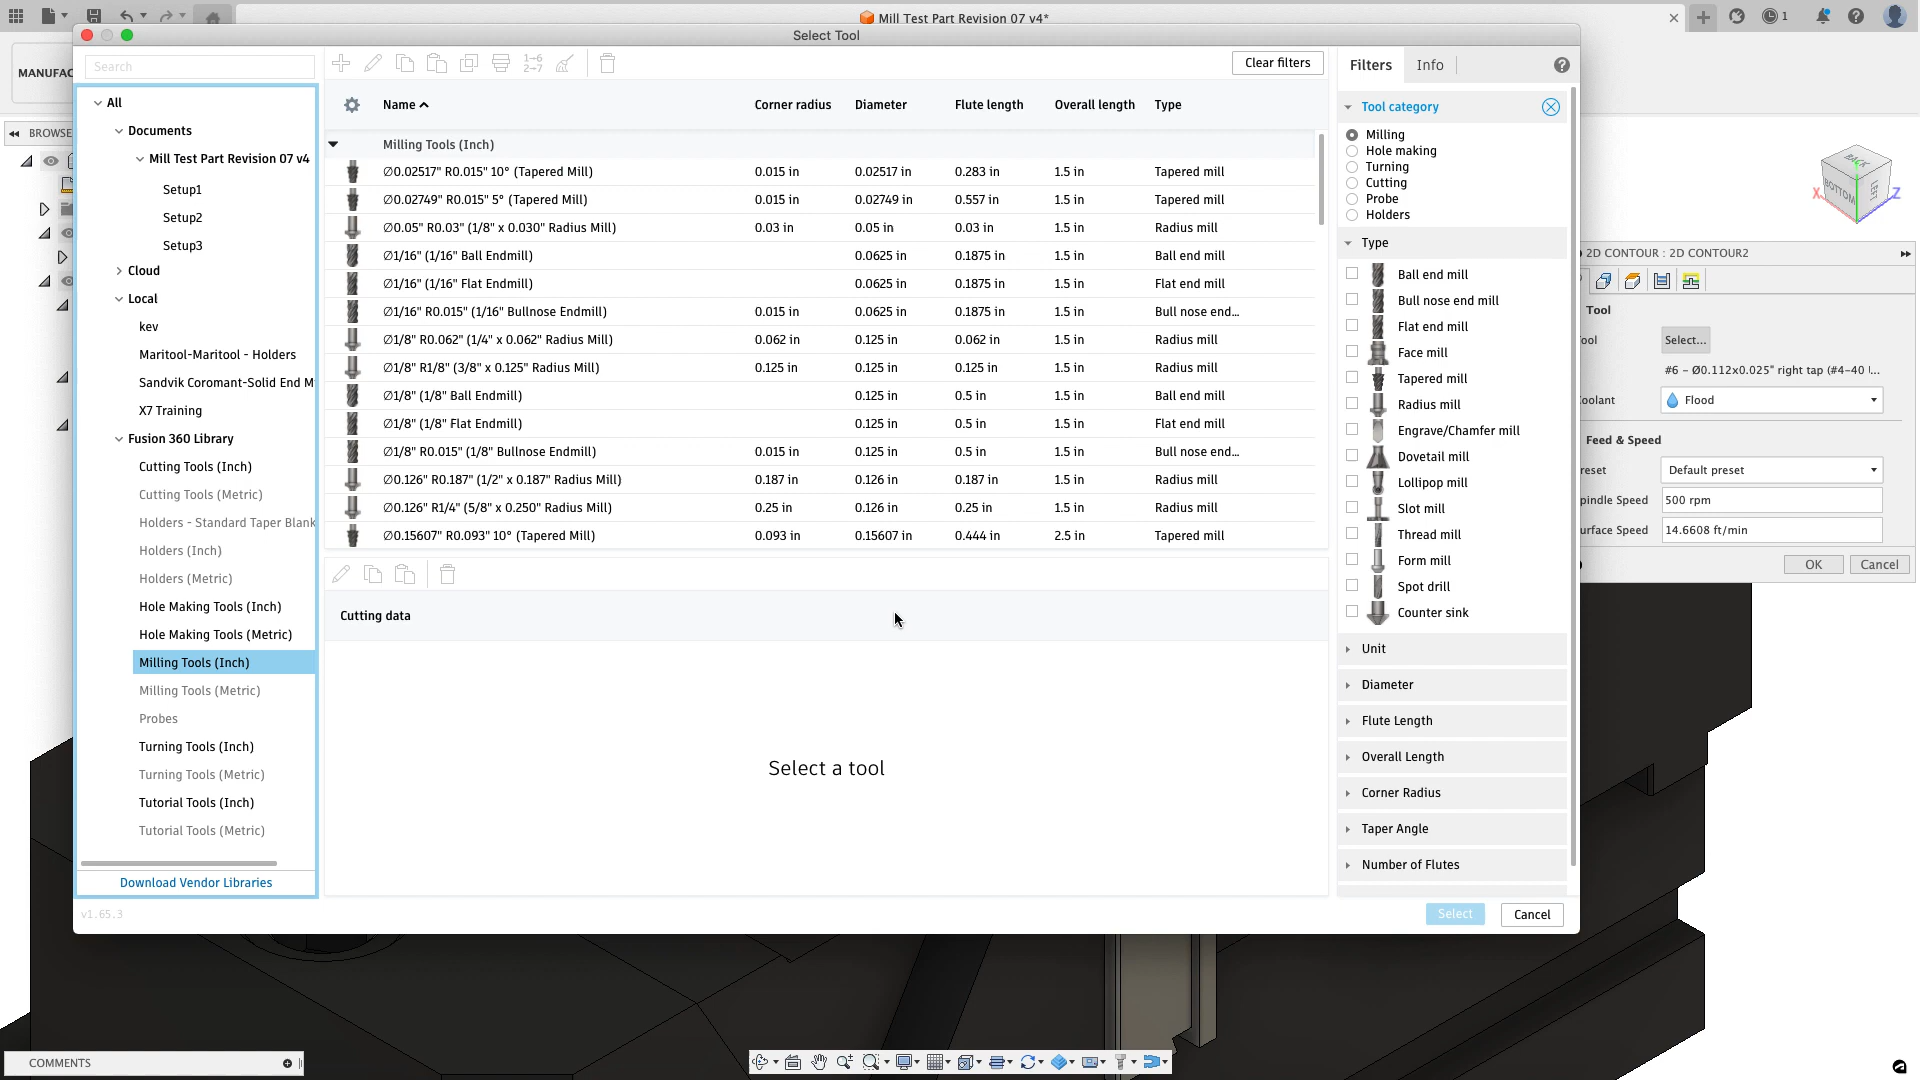 Mill Test Part Revision 07 v4*
1
Select Tool
MANUFAC
BROWSE
Search
All
Documents
Mill Test Part Revision 07 v4
Setup1
Setup2
Setup3
Cloud
Local
kev
Maritool-Maritool - Holders
Sandvik Coromant-Solid End M
X7 Training
Fusion 360 Library
Cutting Tools (Inch)
Cutting Tools (Metric)
Holders - Standard Taper Blank
Holders (Inch)
Holders (Metric)
Hole Making Tools (Inch)
Hole Making Tools (Metric)
Milling Tools (Inch)
Milling Tools (Metric)
Probes
Turning Tools (Inch)
Turning Tools (Metric)
Tutorial Tools (Inch)
Tutorial Tools (Metric)
Download Vendor Libraries
v1.65.3
1→6
2→7
Clear filters
Name Corner radius Diameter Flute length Overall length Type
Milling Tools (Inch)
∅0.02517" R0.015" 10° (Tapered Mill) 0.015 in 0.02517 in 0.283 in 1.5 in Tapered mill
∅0.02749" R0.015" 5° (Tapered Mill) 0.015 in 0.02749 in 0.557 in 1.5 in Tapered mill
∅0.05" R0.03" (1/8" x 0.030" Radius Mill) 0.03 in 0.05 in 0.03 in 1.5 in Radius mill
∅1/16" (1/16" Ball Endmill) 0.0625 in 0.1875 in 1.5 in Ball end mill
∅1/16" (1/16" Flat Endmill) 0.0625 in 0.1875 in 1.5 in Flat end mill
∅1/16" R0.015" (1/16" Bullnose Endmill) 0.015 in 0.0625 in 0.1875 in 1.5 in Bull nose end...
∅1/8" R0.062" (1/4" x 0.062" Radius Mill) 0.062 in 0.125 in 0.062 in 1.5 in Radius mill
∅1/8" R1/8" (3/8" x 0.125" Radius Mill) 0.125 in 0.125 in 0.125 in 1.5 in Radius mill
∅1/8" (1/8" Ball Endmill) 0.125 in 0.5 in 1.5 in Ball end mill
∅1/8" (1/8" Flat Endmill) 0.125 in 0.5 in 1.5 in Flat end mill
∅1/8" R0.015" (1/8" Bullnose Endmill) 0.015 in 0.125 in 0.5 in 1.5 in Bull nose end...
∅0.126" R0.187" (1/2" x 0.187" Radius Mill) 0.187 in 0.126 in 0.187 in 1.5 in Radius mill
∅0.126" R1/4" (5/8" x 0.250" Radius Mill) 0.25 in 0.126 in 0.25 in 1.5 in Radius mill
∅0.15607" R0.093" 10° (Tapered Mill) 0.093 in 0.15607 in 0.444 in 2.5 in Tapered mill
Cutting data
Select a tool
Filters Info
Tool category
Milling
Hole making
Turning
Cutting
Probe
Holders
Type
Ball end mill
Bull nose end mill
Flat end mill
Face mill
Tapered mill
Radius mill
Engrave/Chamfer mill
Dovetail mill
Lollipop mill
Slot mill
Thread mill
Form mill
Spot drill
Counter sink
Unit
Diameter
Flute Length
Overall Length
Corner Radius
Taper Angle
Number of Flutes
Select Cancel
BACK
BOTTOM
LEFT
X
Z
2D CONTOUR : 2D CONTOUR2
Tool
ool Select...
#6 – Ø0.112x0.025" right tap (#4-40 ...
oolant Flood
Feed & Speed
reset Default preset
pindle Speed 500 rpm
urface Speed 14.6608 ft/min
OK Cancel
COMMENTS